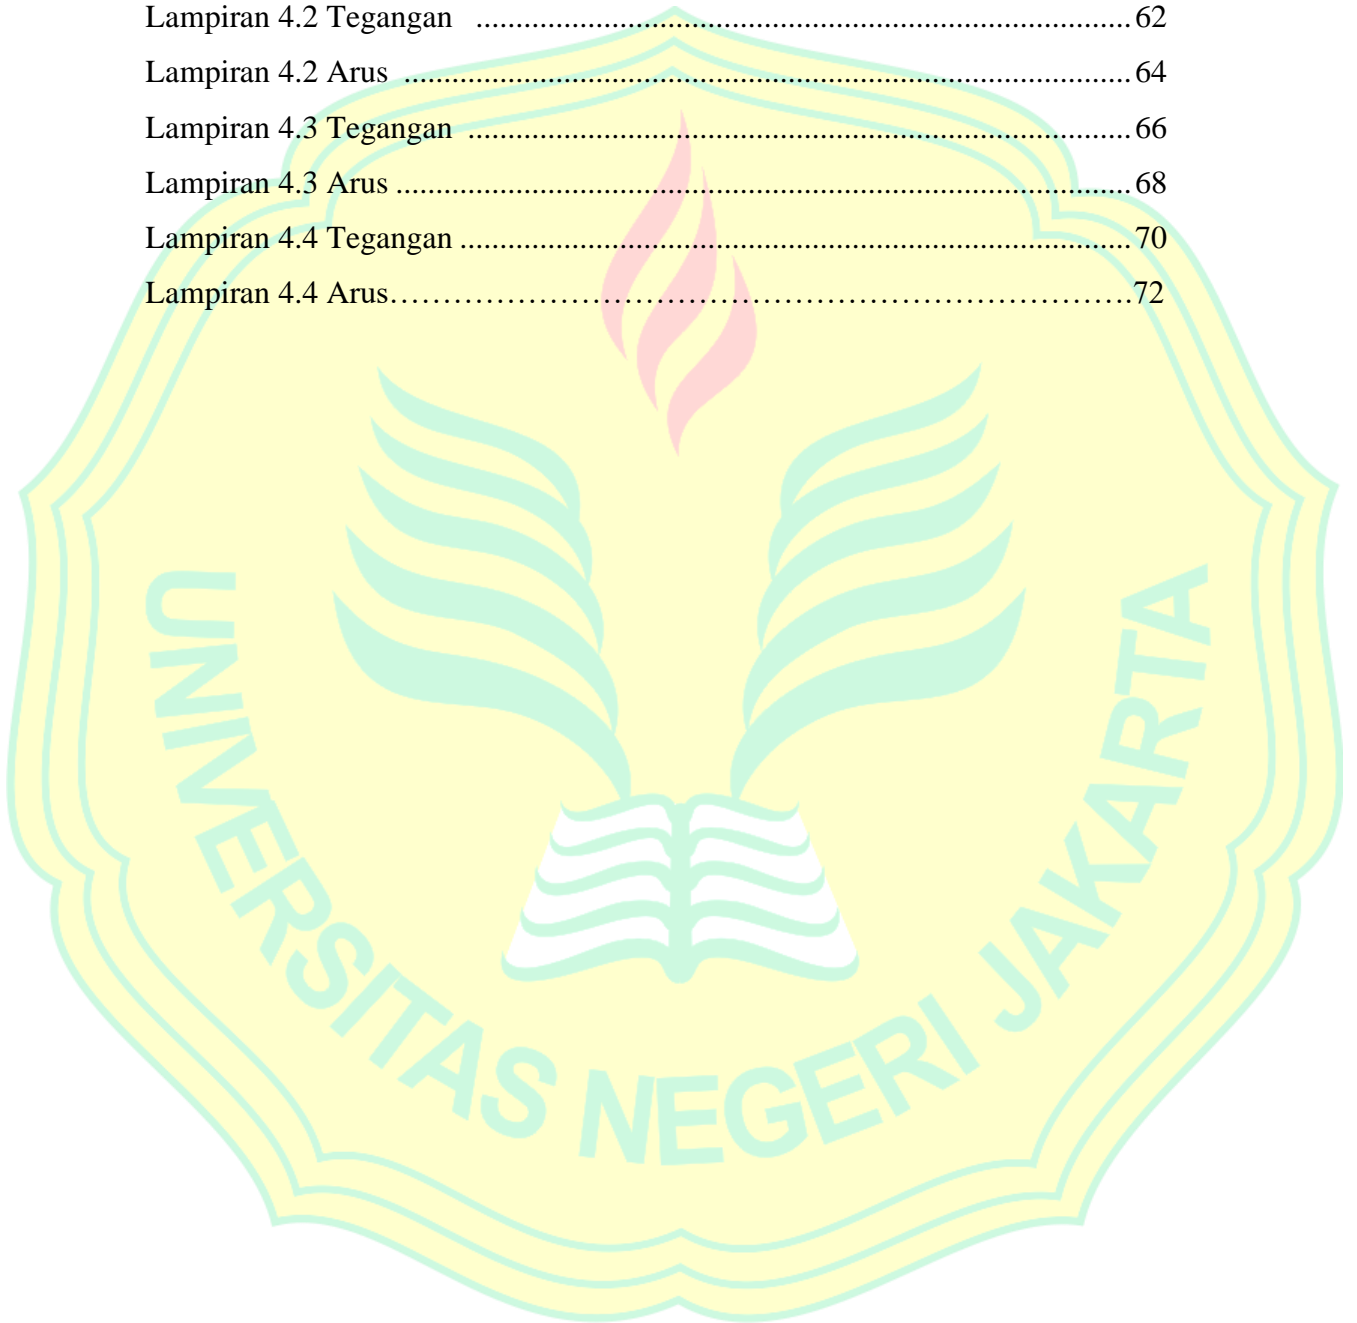 Lampiran 4.2 Tegangan ................................................................................... 62
Lampiran 4.2 Arus ............................................................................................ 64
Lampiran 4.3 Tegangan .................................................................................... 66
Lampiran 4.3 Arus ............................................................................................. 68
Lampiran 4.4 Tegangan ..................................................................................... 70
Lampiran 4.4 Arus……………………………………………………………….72
UNIVERSITAS NEGERI JAKARTA